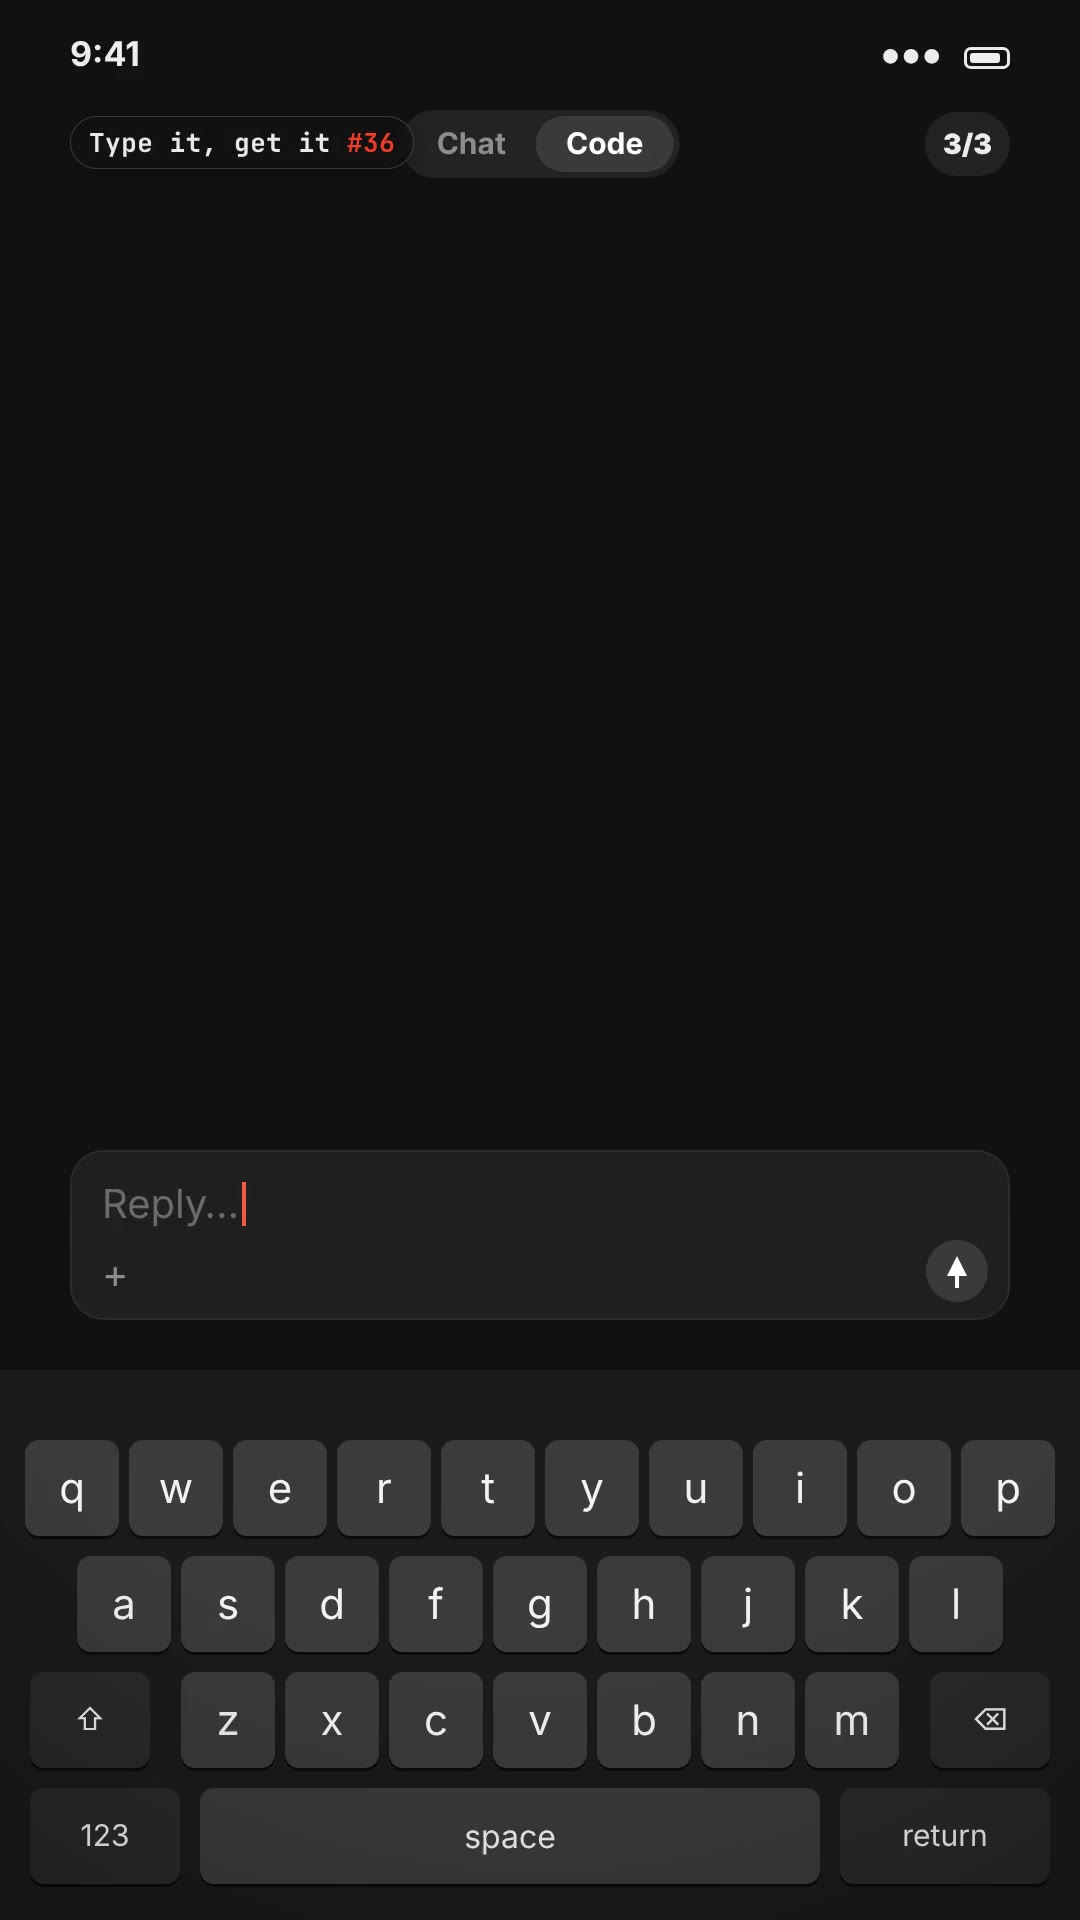 9:41
Type it, get it #36
Chat
Code
3/3
Reply...
+
q w e r t y u i o p
a s d f g h j k l
z x c v b n m
123 space return